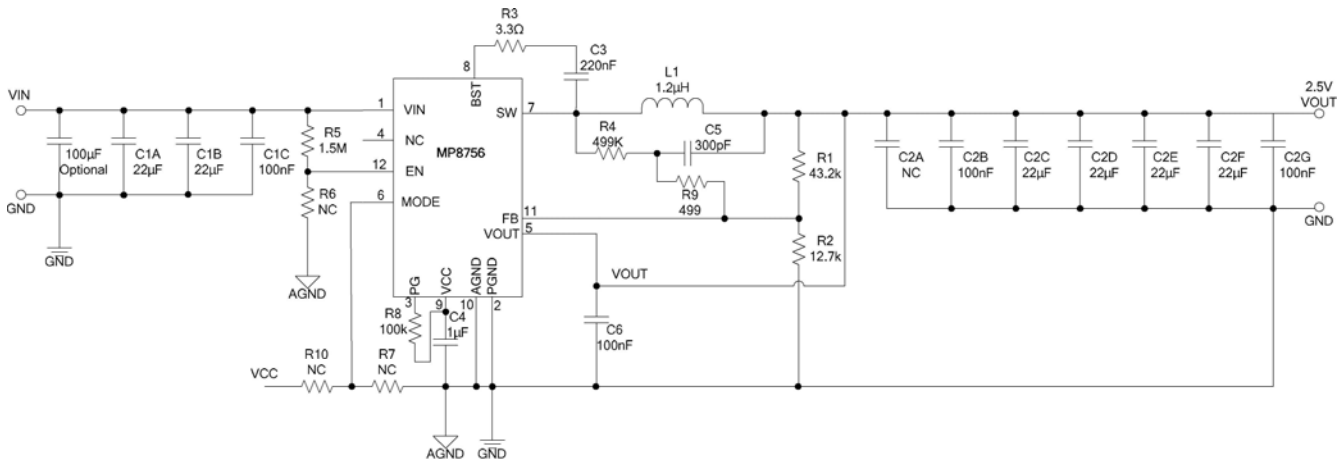 R3
3.3Ω
C3
220nF
8
BST
L1
1.2μH
2.5V
VOUT
VIN
1
VIN
SW
7
4
NC
MP8756
R5
1.5M
100μF
Optional
C1A
22μF
C1B
22μF
C1C
100nF
R4
499K
C5
300pF
R1
43.2k
C2A
NC
C2B
100nF
C2C
22μF
C2D
22μF
C2E
22μF
C2F
22μF
C2G
100nF
12
EN
R6
NC
6
MODE
R9
499
GND
FB
11
VOUT
5
GND
R2
12.7k
GND
AGND
PG
VCC
AGND
PGND
3
9
10
2
VOUT
R8
100k
C4
1μF
C6
100nF
R10
NC
R7
NC
VCC
AGND
GND